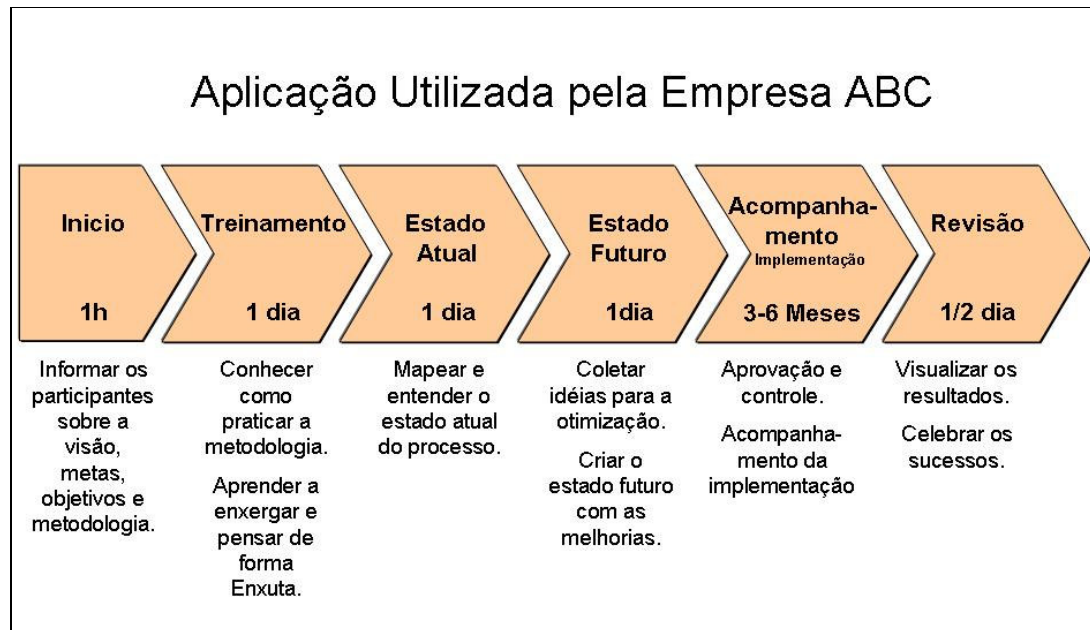 Aplicação Utilizada pela Empresa ABC
Inicio
1h
Treinamento
1 dia
Estado
Atual
1 dia
Estado
Futuro
1dia
Acompanha-
mento
Implementação
3-6 Meses
Revisão
1/2 dia
Informar os
participantes
sobre a
visão,
metas,
objetivos e
metodologia.
Conhecer
como
praticar a
metodologia.
Aprender a
enxergar e
pensar de
forma
Enxuta.
Mapear e
entender o
estado atual
do processo.
Coletar
idéias para a
otimização.
Criar o
estado futuro
com as
melhorias.
Aprovação e
controle.
Acompanha-
mento da
implementação
Visualizar os
resultados.
Celebrar os
sucessos.